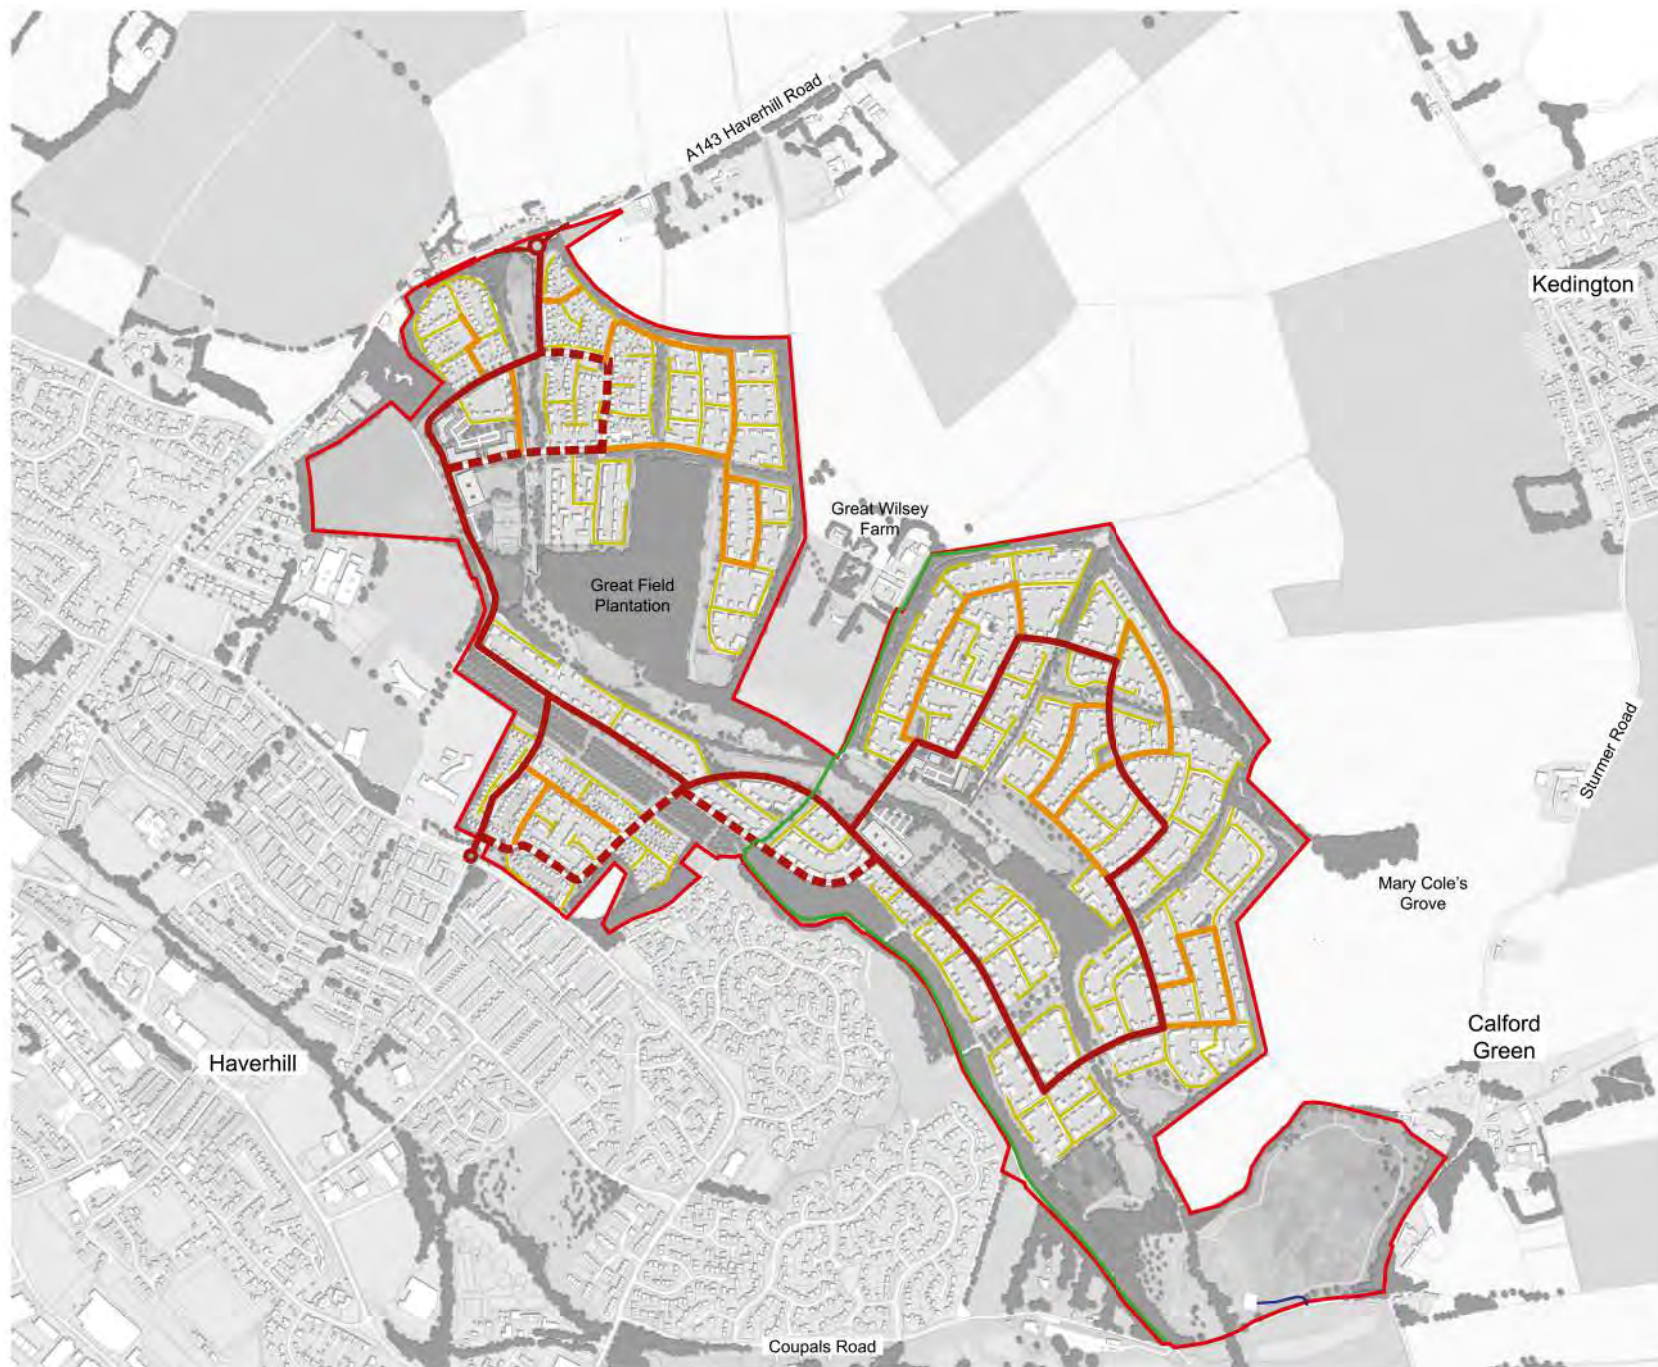 A143 Haverhill Road
Kedington
Great Wilsey
Farm
Great Field
Plantation
Sturmer Road
Mary Cole's
Grove
Calford
Green
Haverhill
Coupals Road